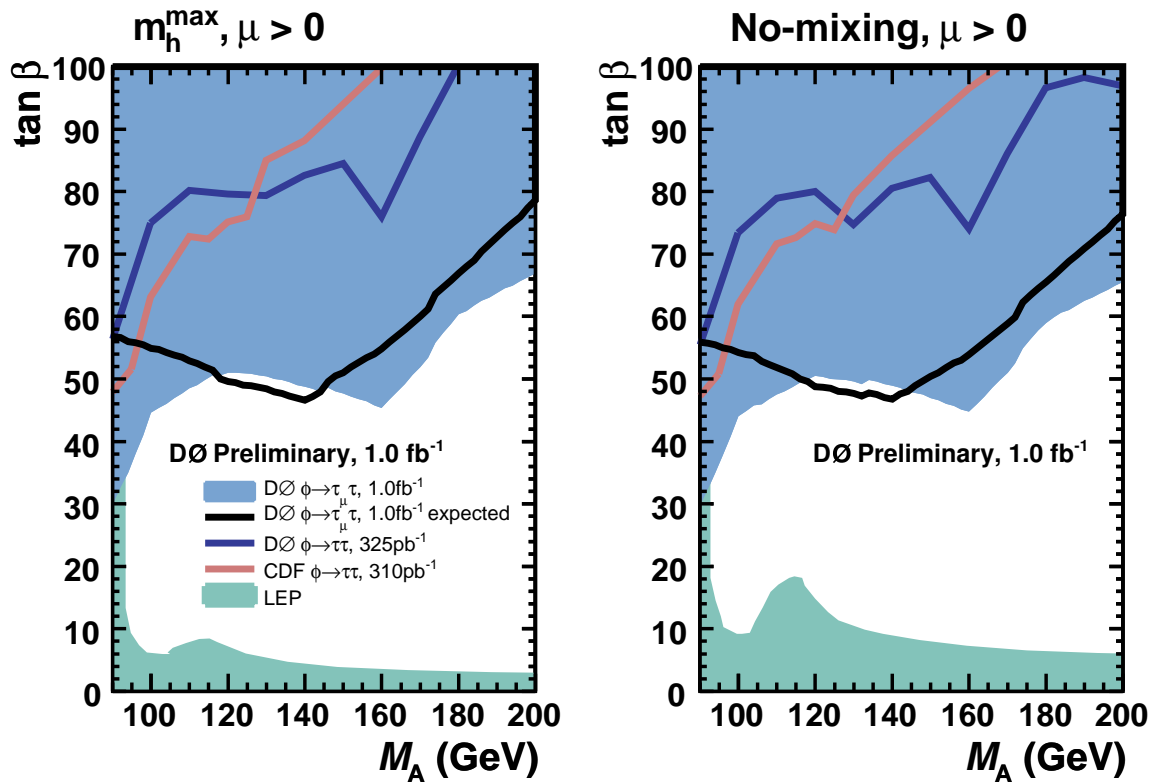 m_h^max, μ > 0
tan β
100
90
80
70
60
50
40
30
20
10
0
DØ Preliminary, 1.0 fb⁻¹
DØ ϕ→τ_μ τ, 1.0fb⁻¹
DØ ϕ→τ_μ τ, 1.0fb⁻¹ expected
DØ ϕ→ττ, 325pb⁻¹
CDF ϕ→ττ, 310pb⁻¹
LEP
100 120 140 160 180 200
M_A (GeV)
No-mixing, μ > 0
tan β
100
90
80
70
60
50
40
30
20
10
0
DØ Preliminary, 1.0 fb⁻¹
100 120 140 160 180 200
M_A (GeV)